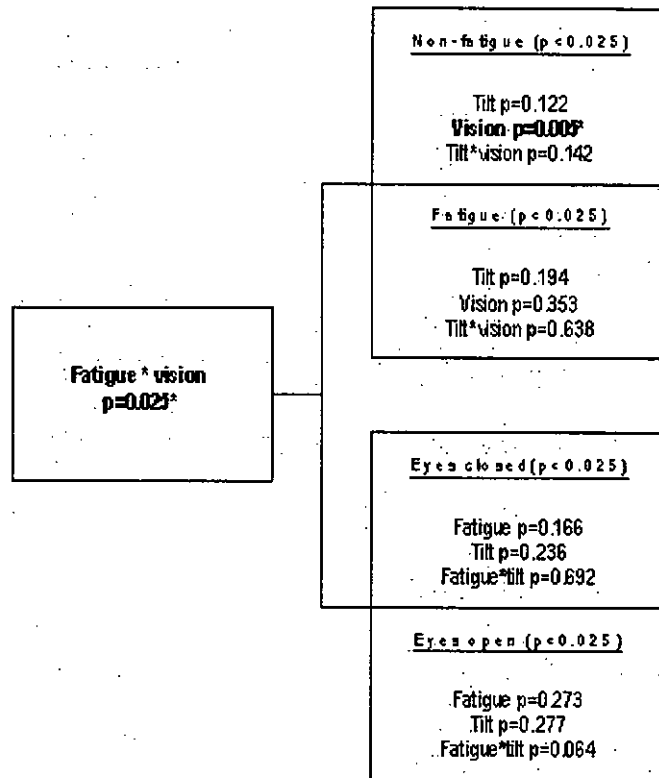 Non-fatigue (p<0.025)
Tilt p=0.122
Vision p=0.005*
Tilt*vision p=0.142
Fatigue (p<0.025)
Tilt p=0.194
Vision p=0.353
Tilt*vision p=0.638
Fatigue * vision
p=0.025*
Eyes closed (p<0.025)
Fatigue p=0.166
Tilt p=0.236
Fatigue*tilt p=0.692
Eyes open (p<0.025)
Fatigue p=0.273
Tilt p=0.277
Fatigue*tilt p=0.064